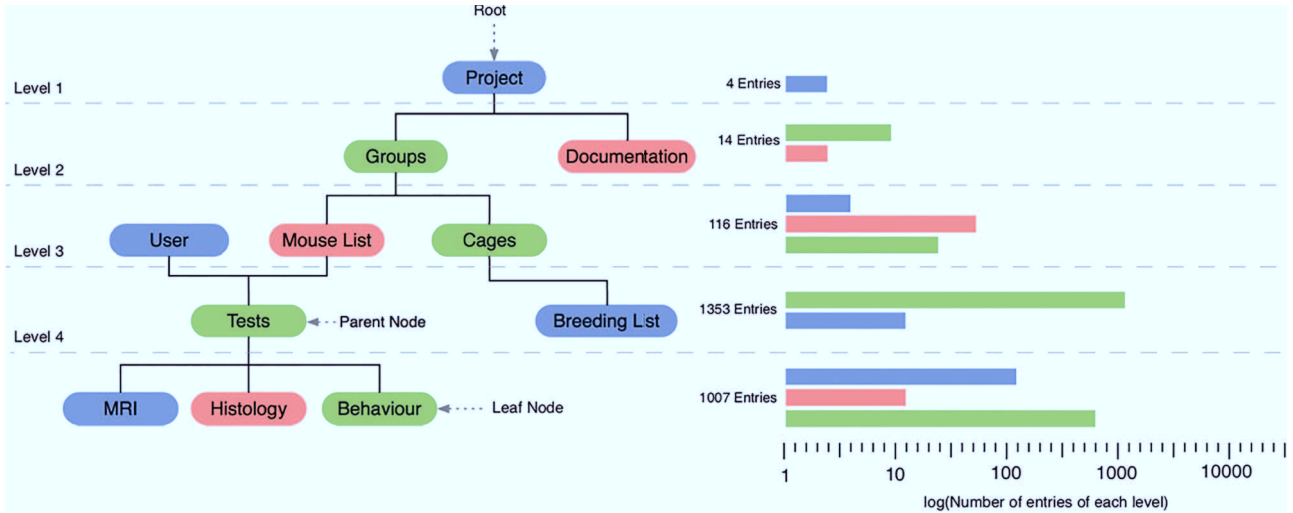 Root
Project
Level 1
4 Entries
Groups
Documentation
14 Entries
Level 2
User
Mouse List
Cages
116 Entries
Level 3
Tests
Parent Node
Breeding List
1353 Entries
Level 4
MRI
Histology
Behaviour
Leaf Node
1007 Entries
1 10 100 1000 10000
log(Number of entries of each level)